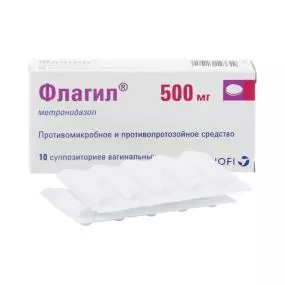 Флагил® 500 мг
метронидазол
Противомикробное и противопротозойное средство
10 суппозиториев вагинальных